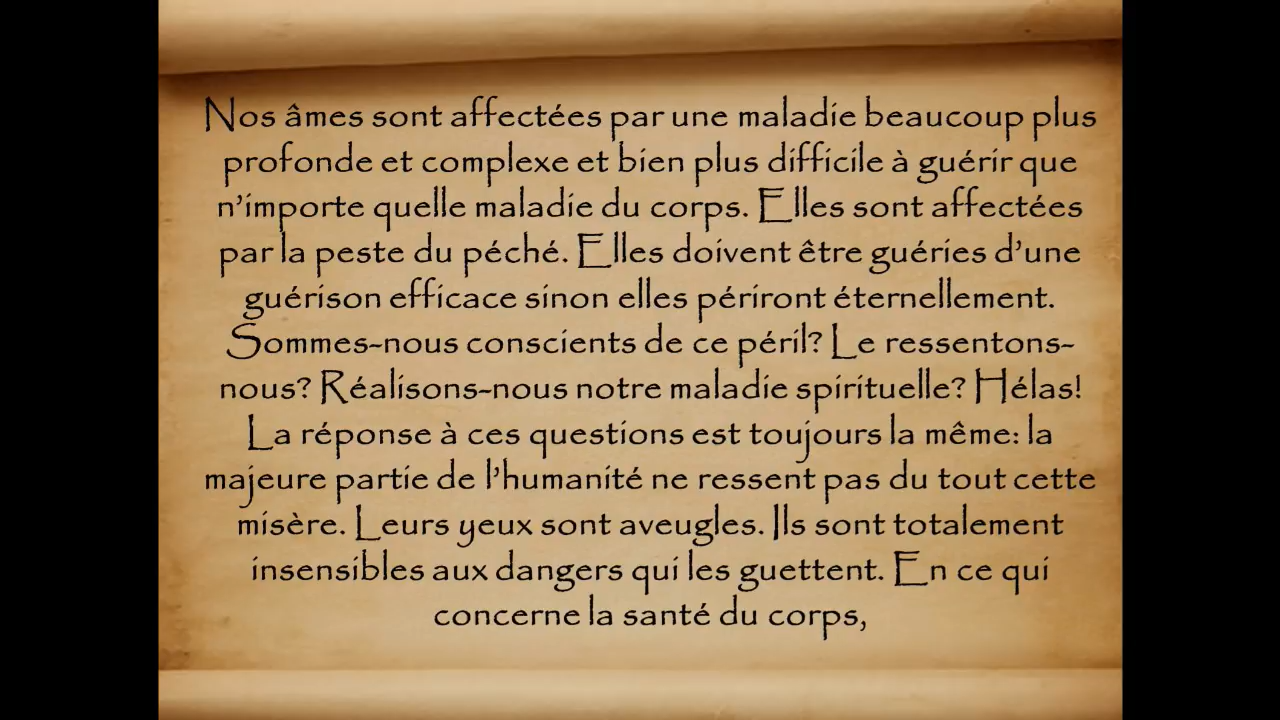 Nos âmes sont affectées par une maladie beaucoup plus
profonde et complexe et bien plus difficile à guérir que
n'importe quelle maladie du corps. Elles sont affectées
par la peste du péché. Elles doivent être guéries d'une
guérison efficace sinon elles périront éternellement.
Sommes-nous conscients de ce péril? Le ressentons-
nous? Réalisons-nous notre maladie spirituelle? Hélas!
La réponse à ces questions est toujours la même: la
majeure partie de l'humanité ne ressent pas du tout cette
misère. Leurs yeux sont aveugles. Ils sont totalement
insensibles aux dangers qui les guettent. En ce qui
concerne la santé du corps,